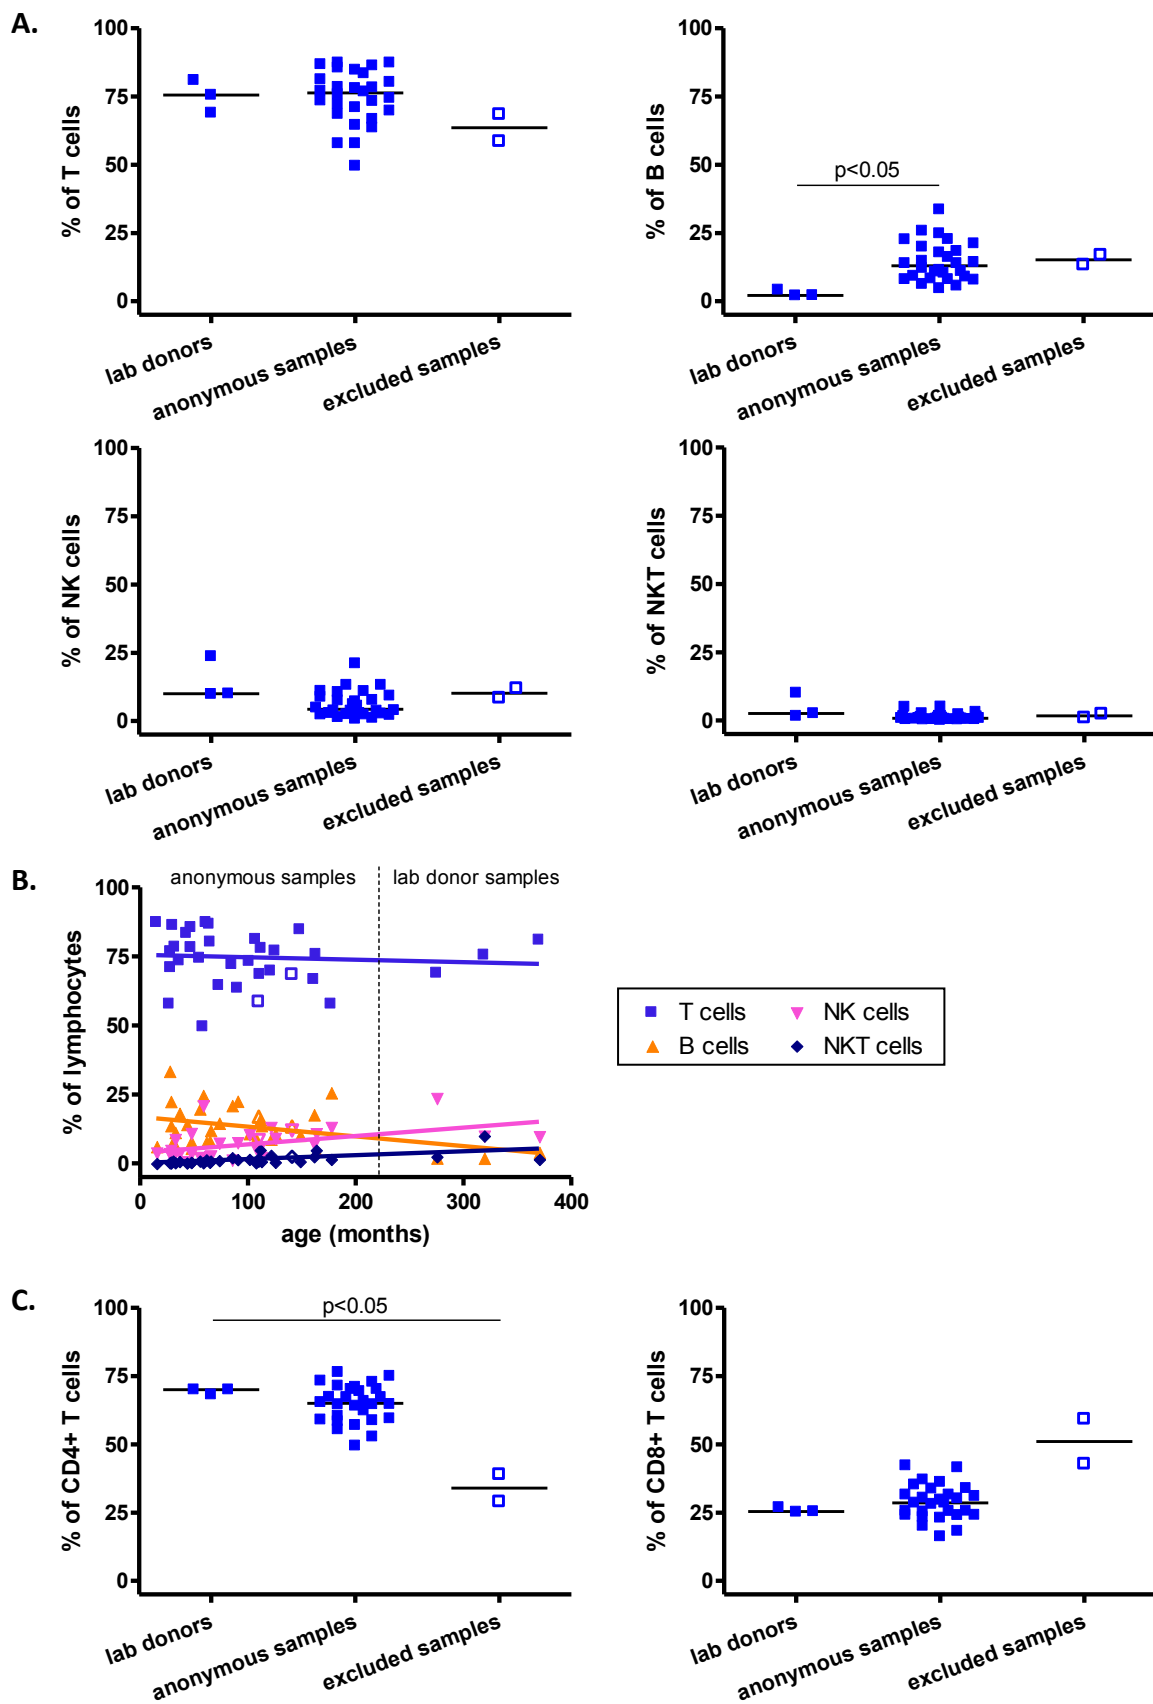 A.
% of T cells
100
75
50
25
0
lab donors
anonymous samples
excluded samples
% of B cells
100
75
50
25
0
p<0.05
lab donors
anonymous samples
excluded samples
% of NK cells
100
75
50
25
0
lab donors
anonymous samples
excluded samples
% of NKT cells
100
75
50
25
0
lab donors
anonymous samples
excluded samples
B.
anonymous samples
lab donor samples
% of lymphocytes
100
75
50
25
0
0 100 200 300 400
age (months)
T cells NK cells
B cells NKT cells
C.
% of CD4+ T cells
100
75
50
25
0
p<0.05
lab donors
anonymous samples
excluded samples
% of CD8+ T cells
100
75
50
25
0
lab donors
anonymous samples
excluded samples